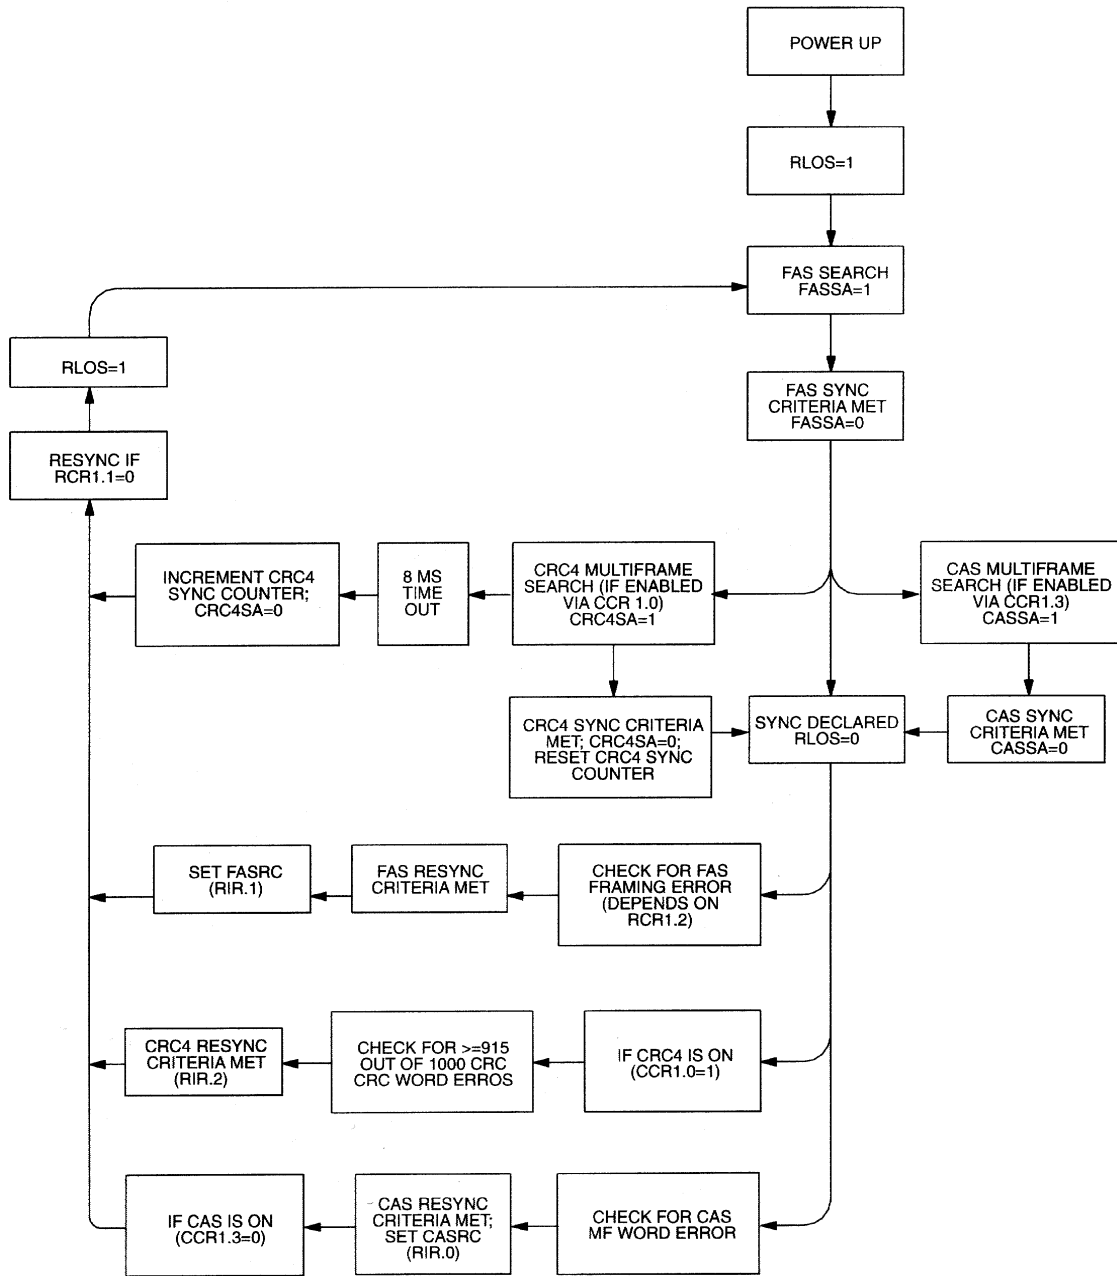 POWER UP
RLOS=1
FAS SEARCH
FASSA=1
RLOS=1
FAS SYNC
CRITERIA MET
FASSA=0
RESYNC IF
RCR1.1=0
INCREMENT CRC4
SYNC COUNTER;
CRC4SA=0
8 MS
TIME
OUT
CRC4 MULTIFRAME
SEARCH (IF ENABLED
VIA CCR 1.0)
CRC4SA=1
CAS MULTIFRAME
SEARCH (IF ENABLED
VIA CCR1.3)
CASSA=1
CRC4 SYNC CRITERIA
MET; CRC4SA=0;
RESET CRC4 SYNC
COUNTER
SYNC DECLARED
RLOS=0
CAS SYNC
CRITERIA MET
CASSA=0
SET FASRC
(RIR.1)
FAS RESYNC
CRITERIA MET
CHECK FOR FAS
FRAMING ERROR
(DEPENDS ON
RCR1.2)
CRC4 RESYNC
CRITERIA MET
(RIR.2)
CHECK FOR >=915
OUT OF 1000 CRC
CRC WORD ERROS
IF CRC4 IS ON
(CCR1.0=1)
IF CAS IS ON
(CCR1.3=0)
CAS RESYNC
CRITERIA MET;
SET CASRC
(RIR.0)
CHECK FOR CAS
MF WORD ERROR